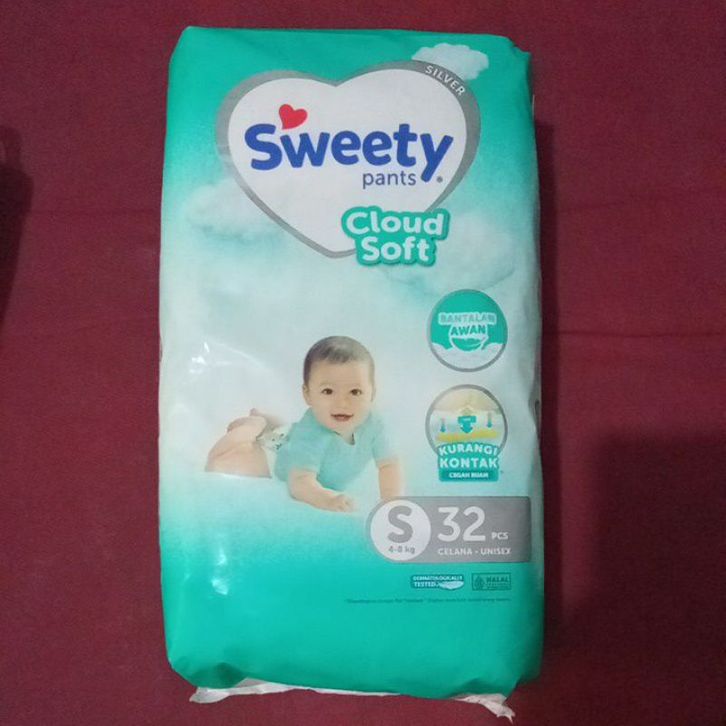 SILVER
Sweety
pants
Cloud
Soft
BANTALAN
AWAN
KURANGI
KONTAK
CEGAH RUAM
S
4-8 kg
32 PCS
CELANA - UNISEX
DERMATOLOGICALLY
TESTED
HALAL